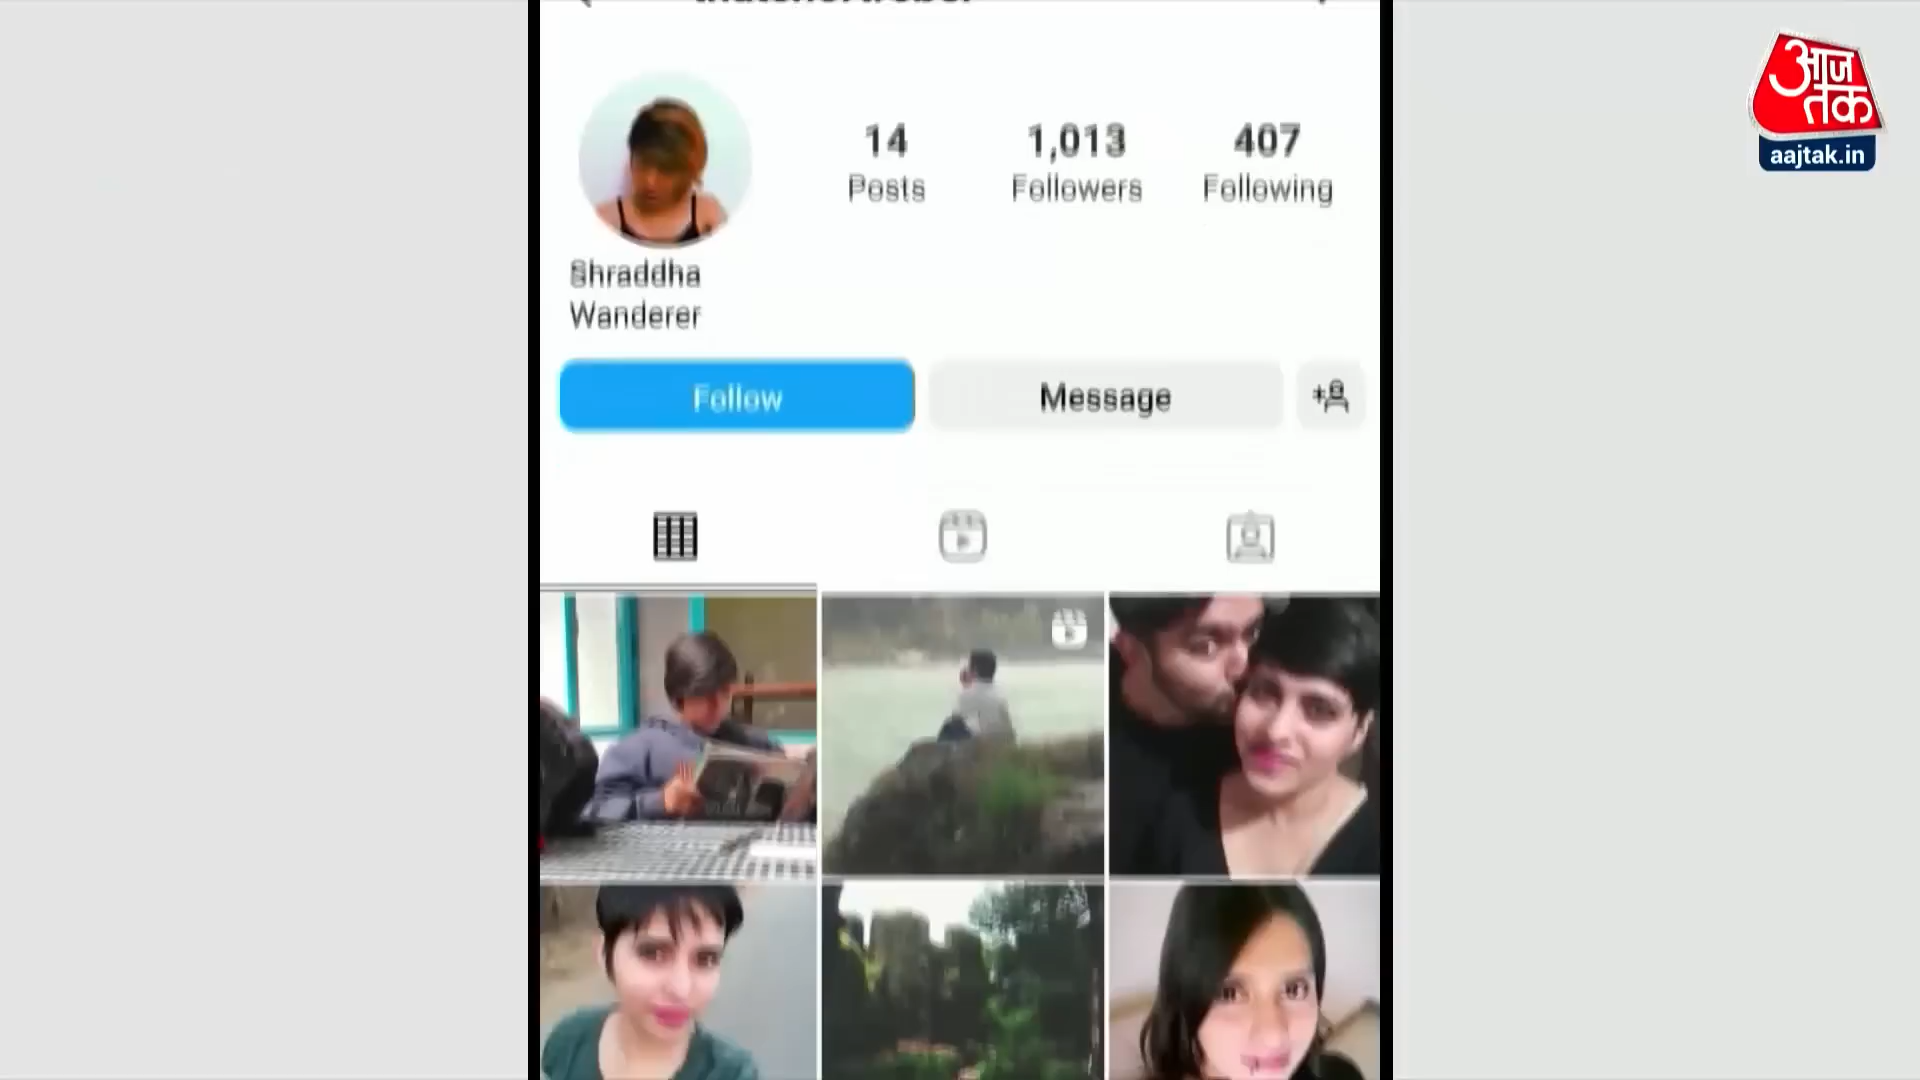 आज
तक
aajtak.in
14
1,013
407
Posts
Followers
Following
Shraddha
Wanderer
Follow
Message